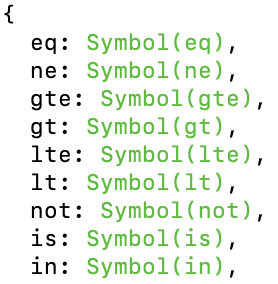 {
  eq: Symbol(eq),
  ne: Symbol(ne),
  gte: Symbol(gte),
  gt: Symbol(gt),
  lte: Symbol(lte),
  lt: Symbol(lt),
  not: Symbol(not),
  is: Symbol(is),
  in: Symbol(in),